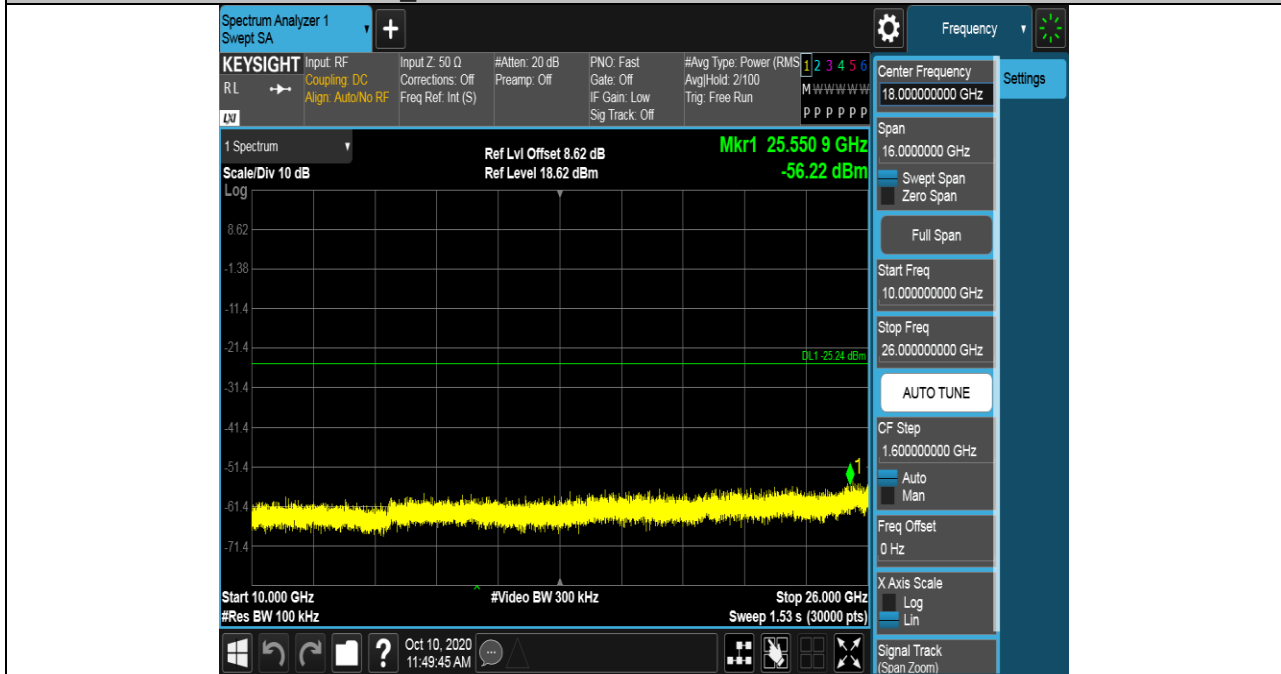 Spectrum Analyzer 1
Swept SA
+
Frequency
KEYSIGHT
RL
LXI
Input: RF
Coupling: DC
Align: Auto/No RF
Input Z: 50 Ω
Corrections: Off
Freq Ref: Int (S)
#Atten: 20 dB
Preamp: Off
PNO: Fast
Gate: Off
IF Gain: Low
Sig Track: Off
#Avg Type: Power (RMS
Avg|Hold: 2/100
Trig: Free Run
1 2 3 4 5 6
M W W W W W
P P P P P P
1 Spectrum
Scale/Div 10 dB
Ref Lvl Offset 8.62 dB
Ref Level 18.62 dBm
Mkr1 25.550 9 GHz
-56.22 dBm
Log
8.62
-1.38
-11.4
-21.4
DL1 -25.24 dBm
-31.4
-41.4
-51.4
1
-61.4
-71.4
Start 10.000 GHz
#Video BW 300 kHz
Stop 26.000 GHz
#Res BW 100 kHz
Sweep 1.53 s (30000 pts)
?
Oct 10, 2020
11:49:45 AM
Center Frequency
18.000000000 GHz
Settings
Span
16.0000000 GHz
Swept Span
Zero Span
Full Span
Start Freq
10.000000000 GHz
Stop Freq
26.000000000 GHz
AUTO TUNE
CF Step
1.600000000 GHz
Auto
Man
Freq Offset
0 Hz
X Axis Scale
Log
Lin
Signal Track
(Span Zoom)